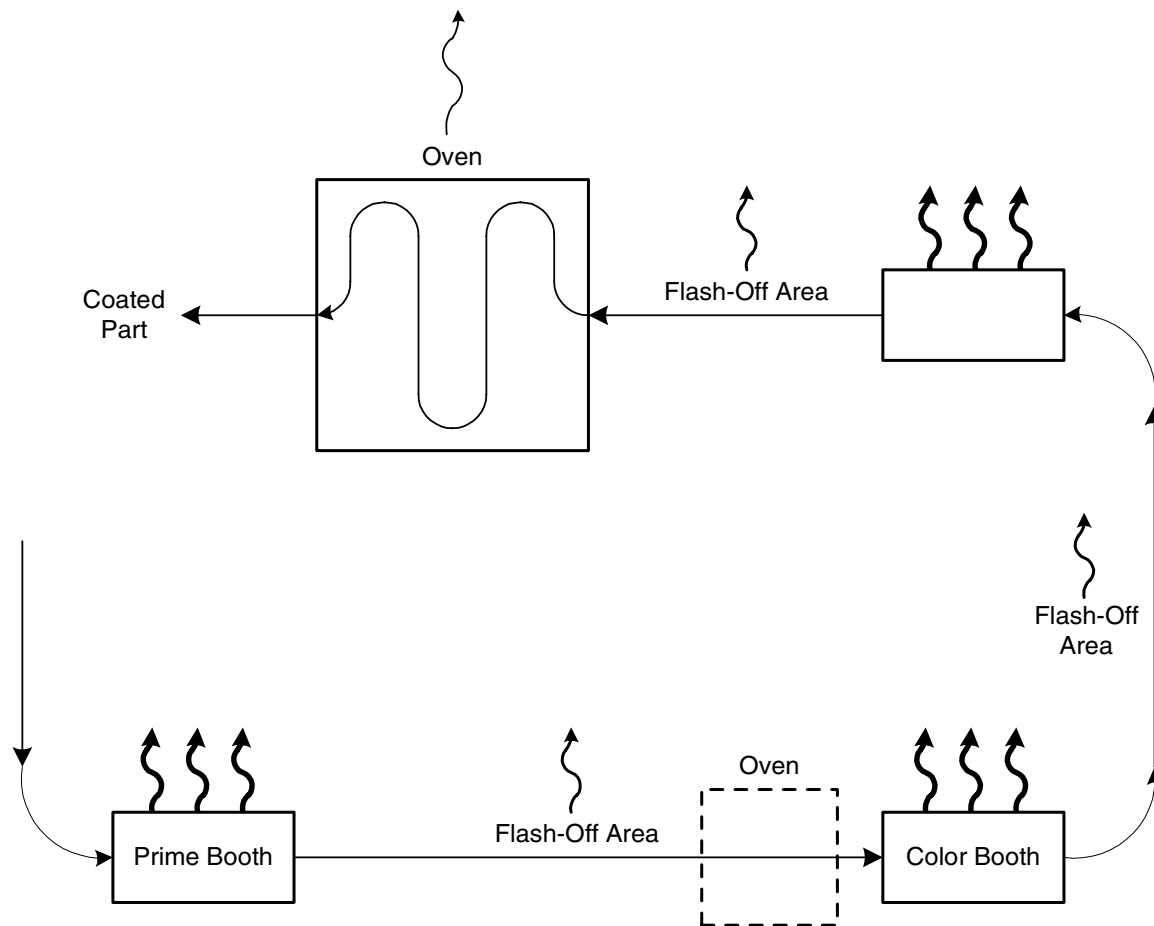 Oven
Flash-Off Area
Coated
Part
Flash-Off
Area
Oven
Flash-Off Area
Prime Booth
Color Booth